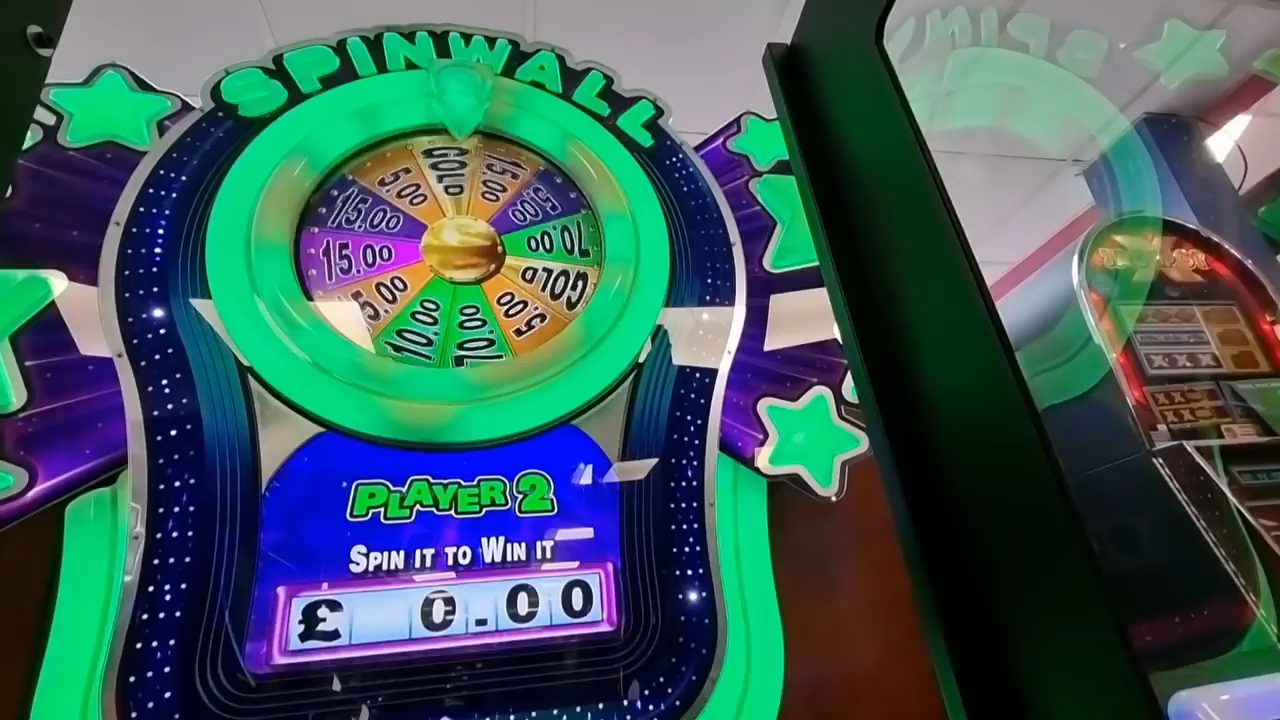 SPINWALL
GOLD
15.00
5.00
10.00
GOLD
5.00
10.00
10.00
5.00
15.00
15.00
5.00
PLAYER 2
SPIN IT TO WIN IT
£ 0.00